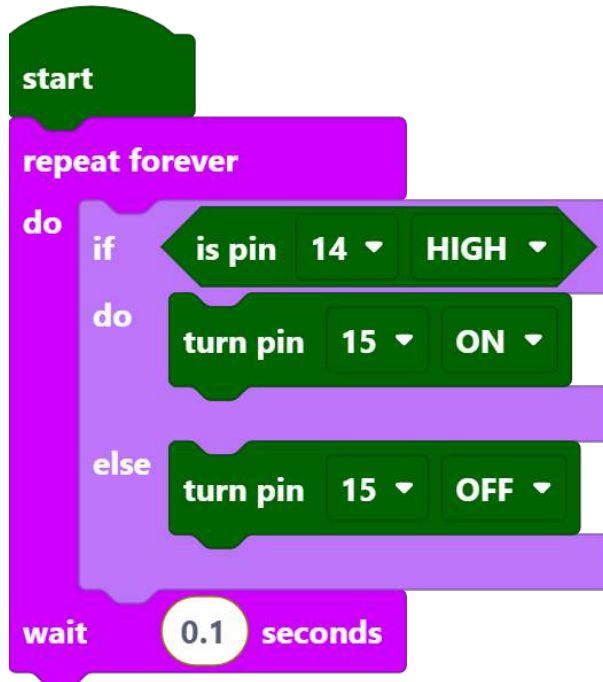 start
repeat forever
do
if is pin 14 HIGH
do
turn pin 15 ON
else
turn pin 15 OFF
wait 0.1 seconds